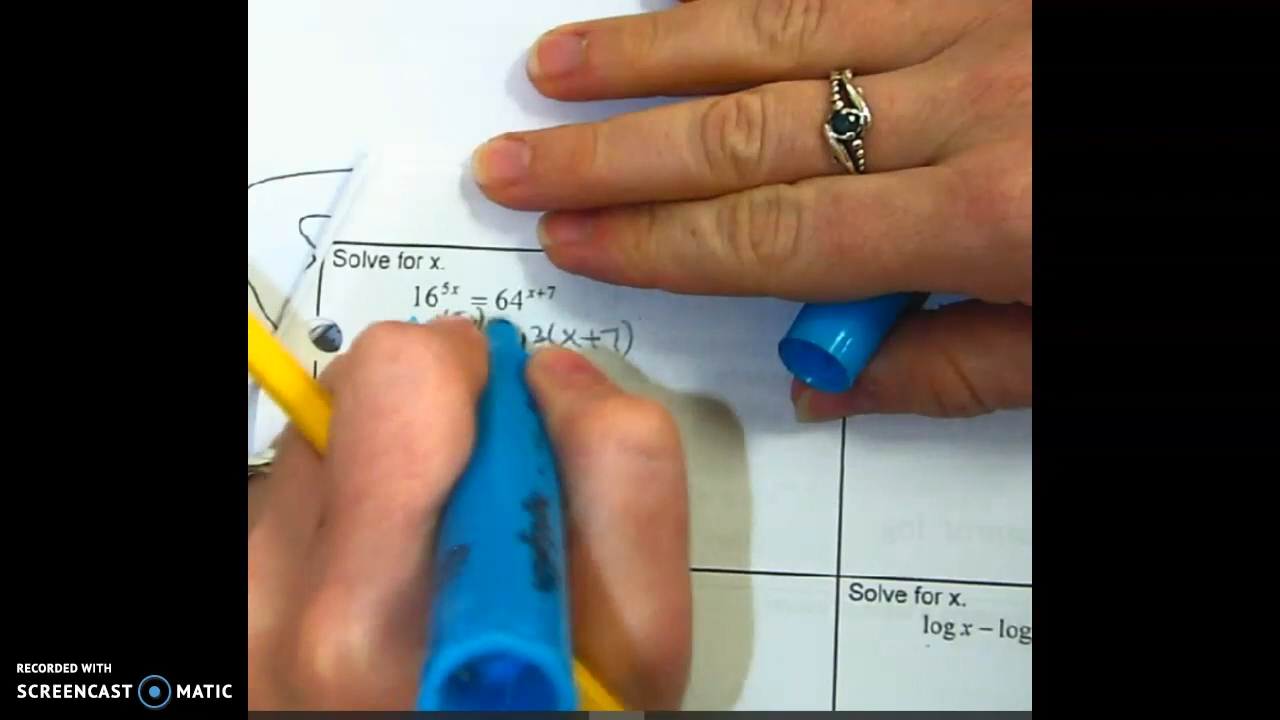 Solve for x.
16^{5x} = 64^{x+7}
3(x+7)
Solve for x.
log x – log
RECORDED WITH
SCREENCAST MATIC